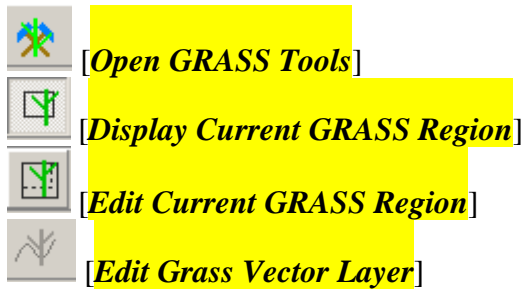 [Open GRASS Tools]
[Display Current GRASS Region]
[Edit Current GRASS Region]
[Edit Grass Vector Layer]